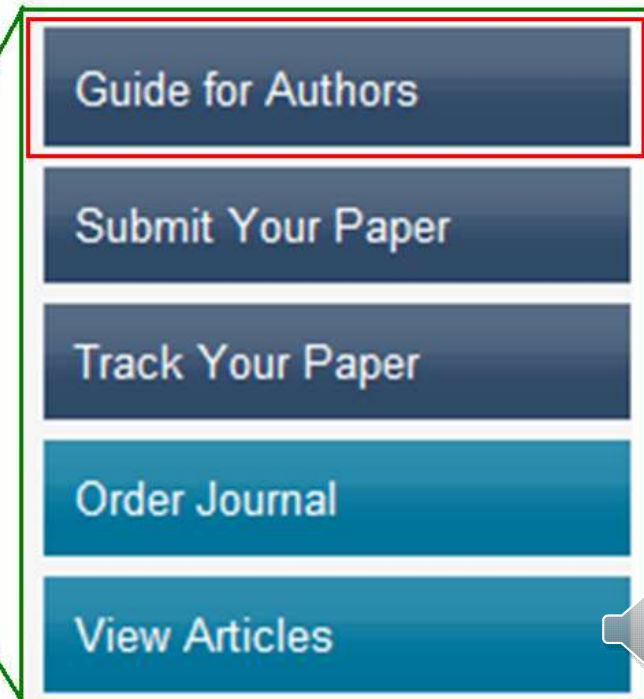 Guide for Authors
Submit Your Paper
Track Your Paper
Order Journal
View Articles